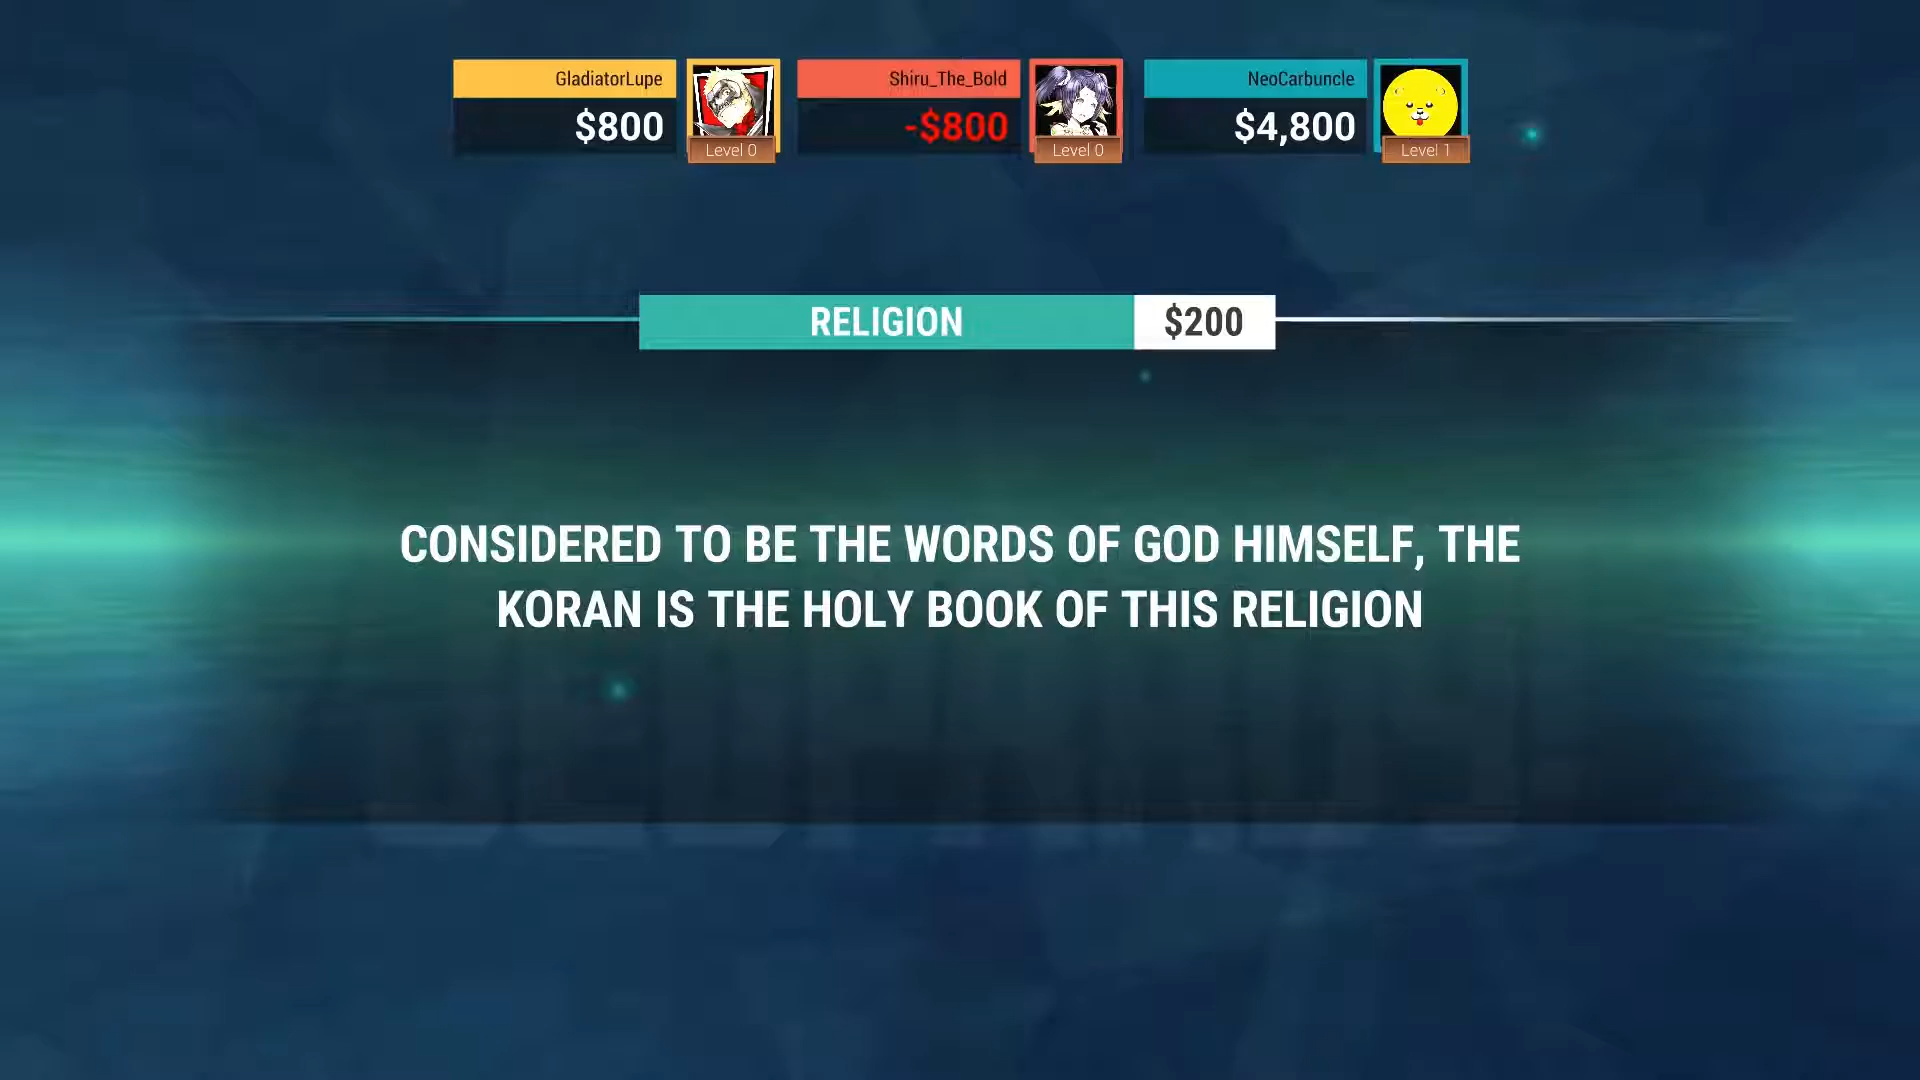 GladiatorLupe
$800
Level 0
Shiru_The_Bold
-$800
Level 0
NeoCarbuncle
$4,800
Level 1
RELIGION $200
CONSIDERED TO BE THE WORDS OF GOD HIMSELF, THE
KORAN IS THE HOLY BOOK OF THIS RELIGION
JEOPARDY